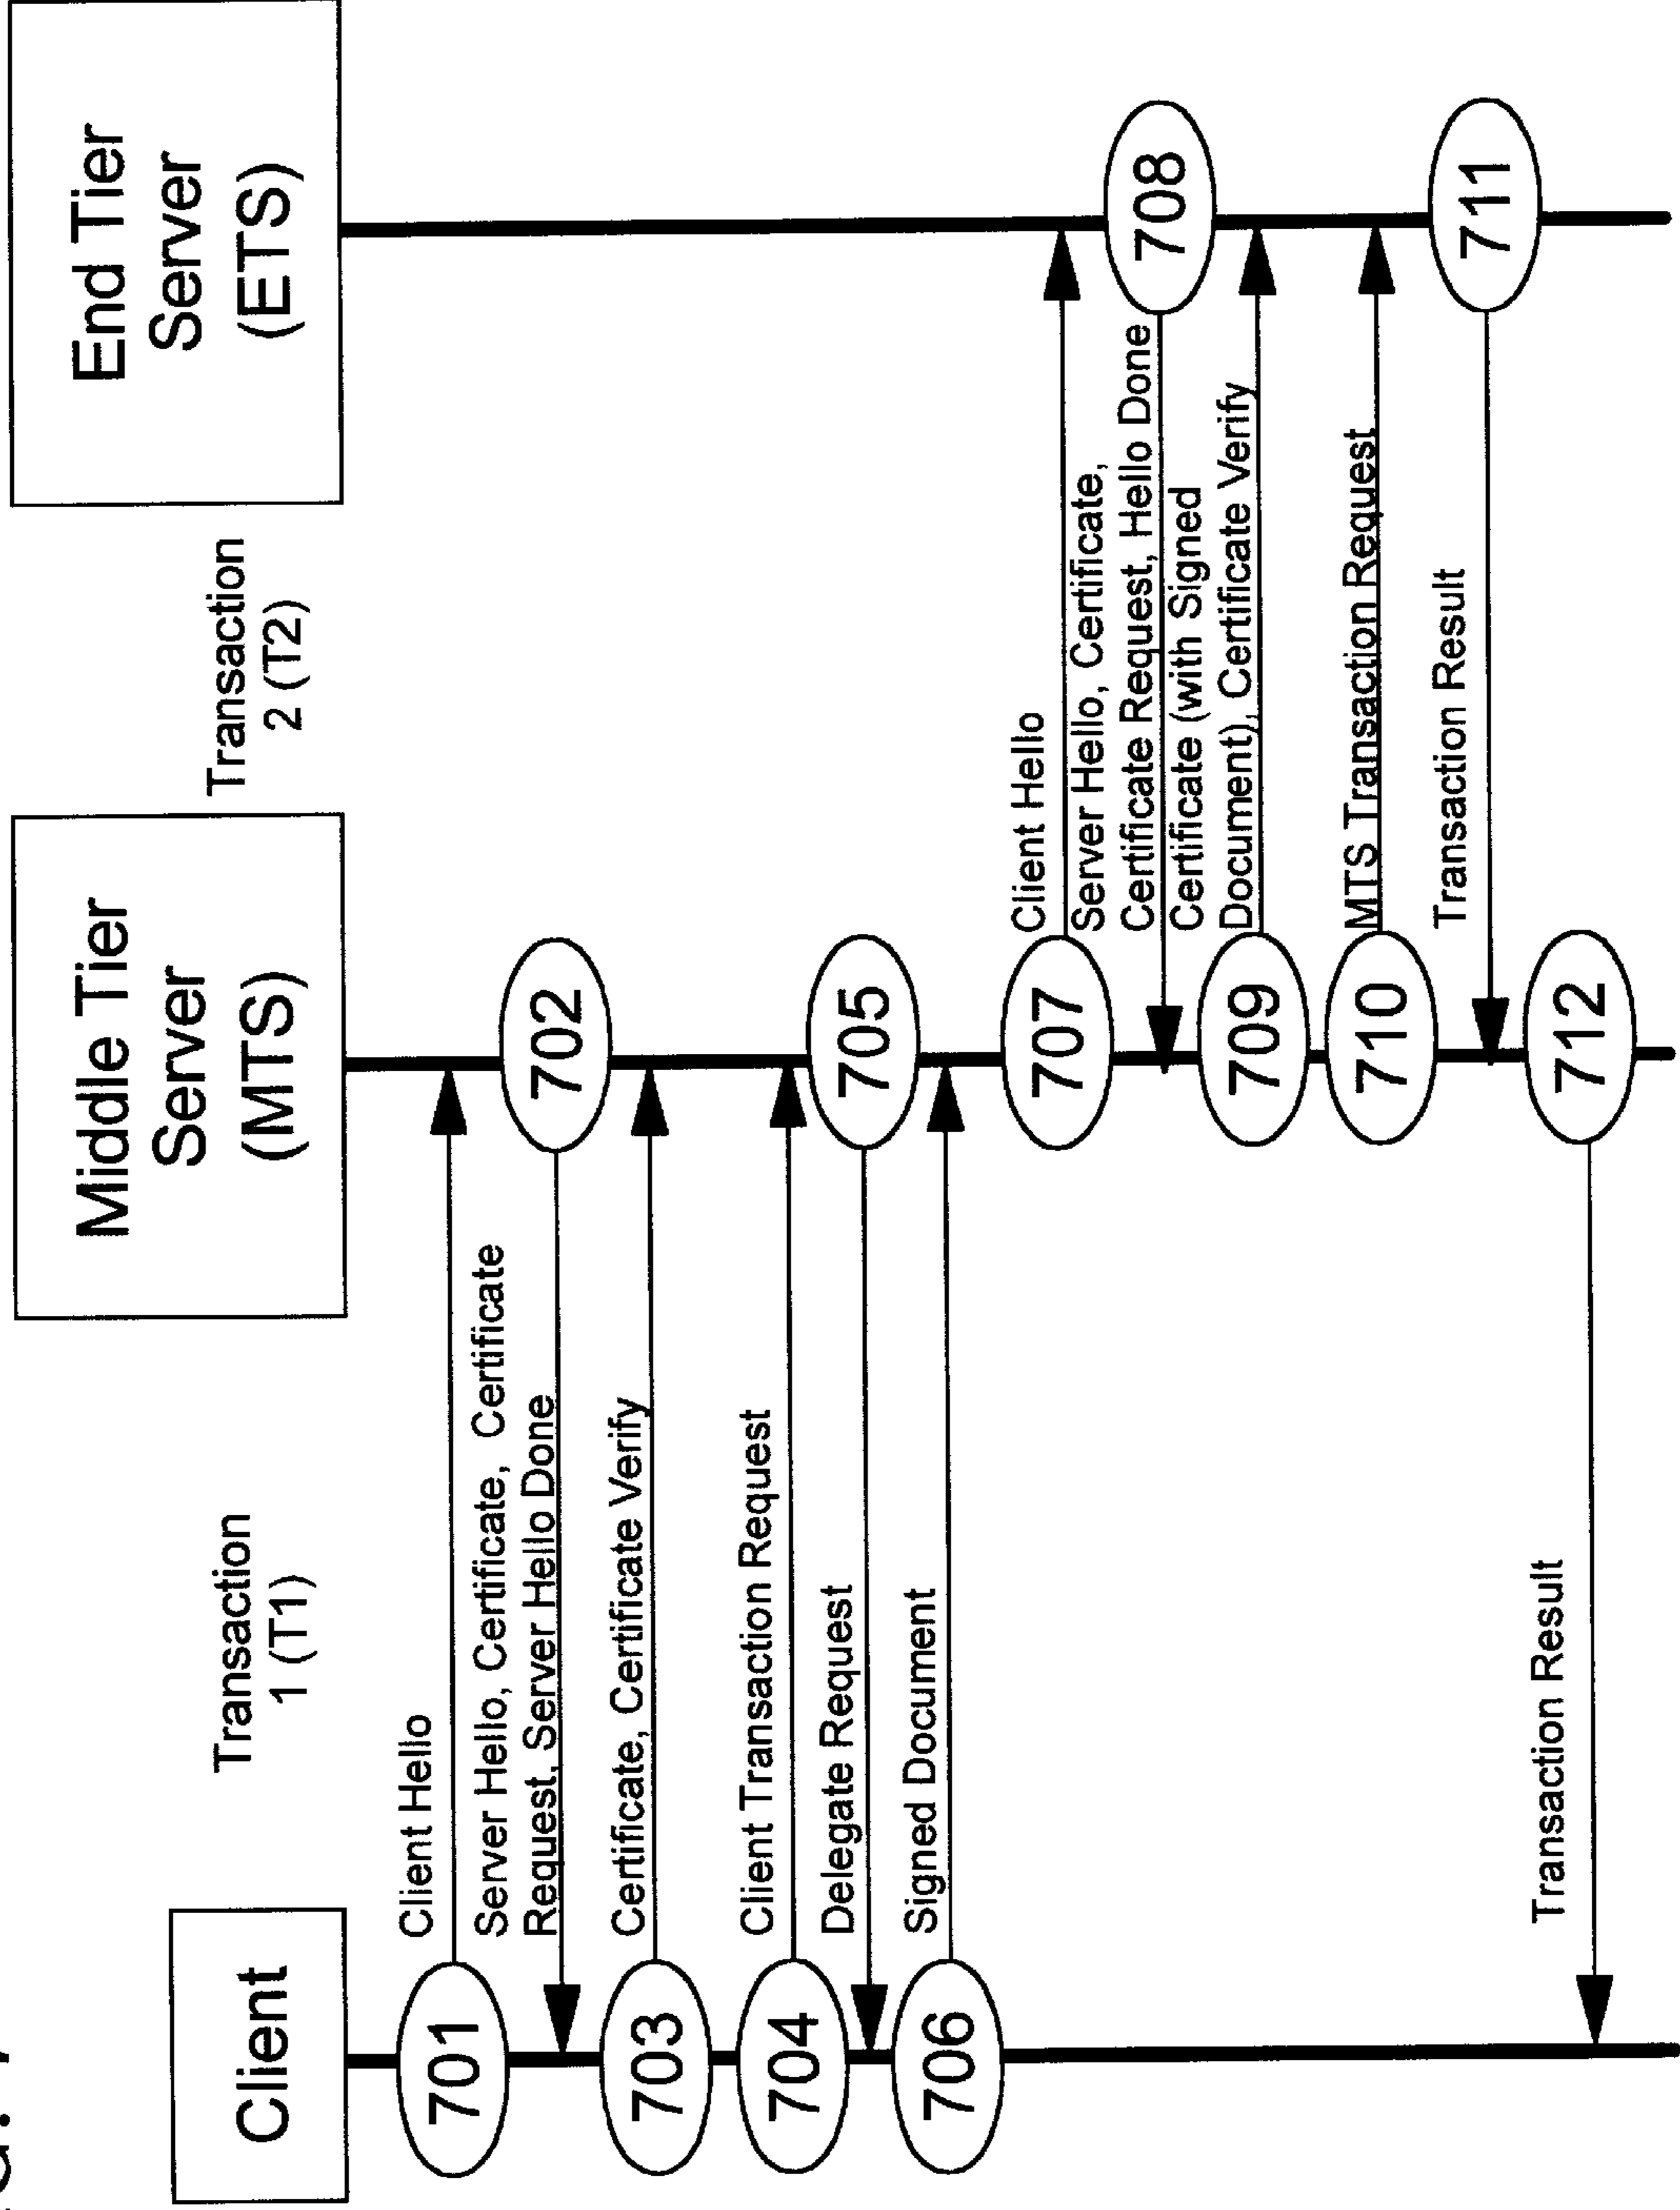 Client
Middle Tier
Server
(MTS)
End Tier
Server
(ETS)
Transaction
1 (T1)
Transaction
2 (T2)
701
Client Hello
702
Server Hello, Certificate, Certificate
Request, Server Hello Done
703
Certificate, Certificate Verify
704
Client Transaction Request
705
Delegate Request
706
Signed Document
707
Client Hello
708
Server Hello, Certificate,
Certificate Request, Hello Done
709
Certificate (with Signed
Document), Certificate Verify
710
MTS Transaction Request
711
Transaction Result
712
Transaction Result